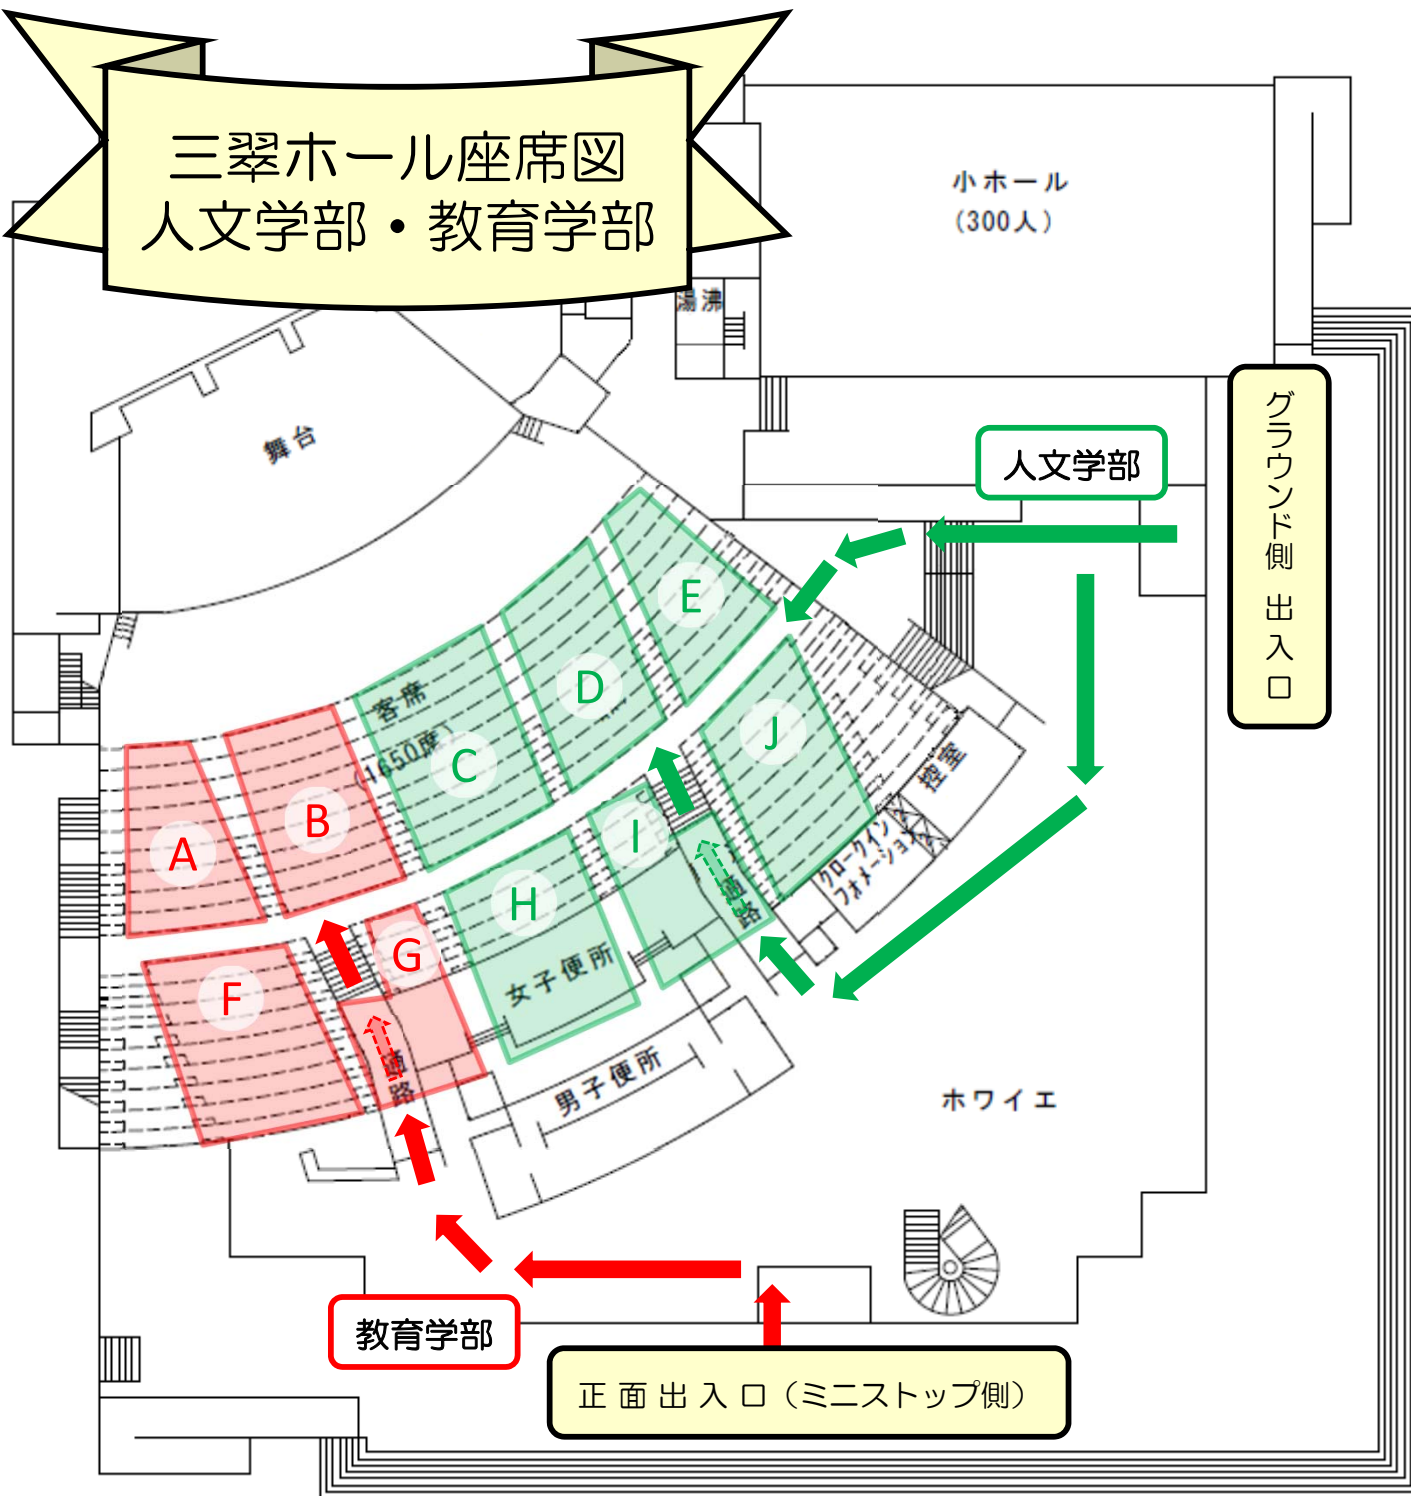 三翠ホール座席図
人文学部・教育学部
小ホール
(300人)
舞台
人文学部
グラウンド側 出入口
客席
(1650席)
A
B
C
D
E
F
G
H
I
J
控室
クロークイン
フォメーション
通路
通路
女子便所
男子便所
ホワイエ
教育学部
正面出入口（ミニストップ側）